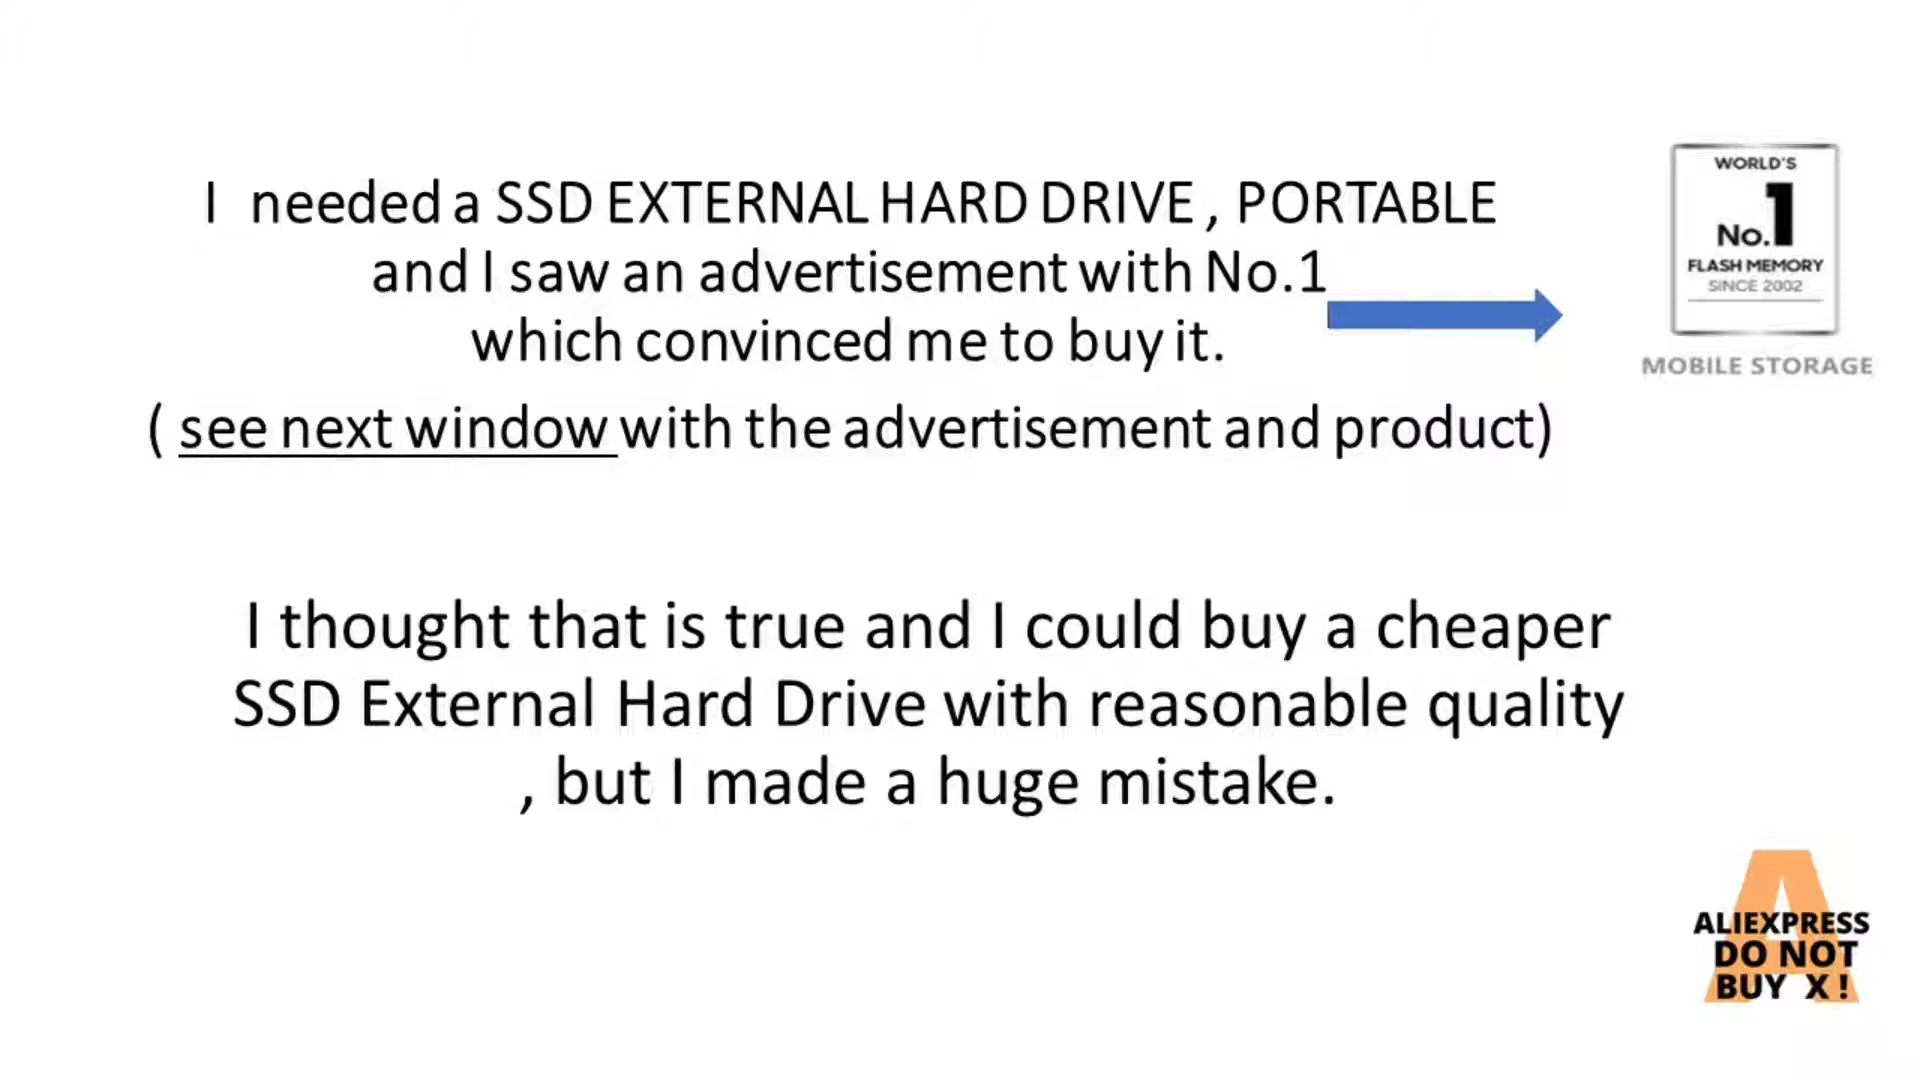 I needed a SSD EXTERNAL HARD DRIVE , PORTABLE
and I saw an advertisement with No.1
which convinced me to buy it.
( see next window with the advertisement and product)
WORLD'S
No.1
FLASH MEMORY
SINCE 2002
MOBILE STORAGE
I thought that is true and I could buy a cheaper
SSD External Hard Drive with reasonable quality
, but I made a huge mistake.
ALIEXPRESS
DO NOT
BUY X !